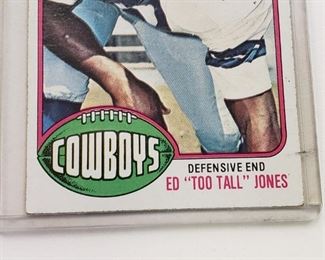 COWBOYS
DEFENSIVE END
ED "TOO TALL" JONES